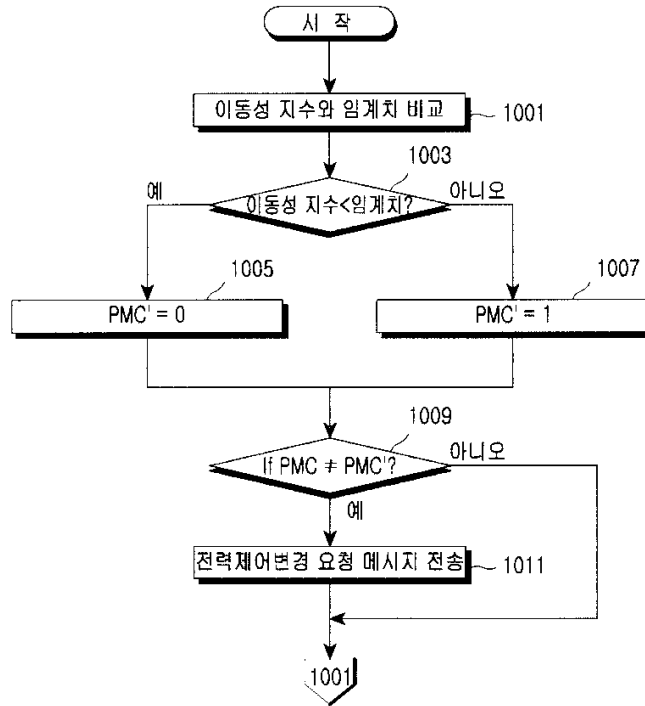 시 작
이동성 지수와 임계치 비교
1001
1003
예
이동성 지수<임계치?
아니오
1005
1007
PMC' = 0
PMC' = 1
1009
If PMC ≠ PMC'?
아니오
예
전력제어변경 요청 메시지 전송
1011
1001